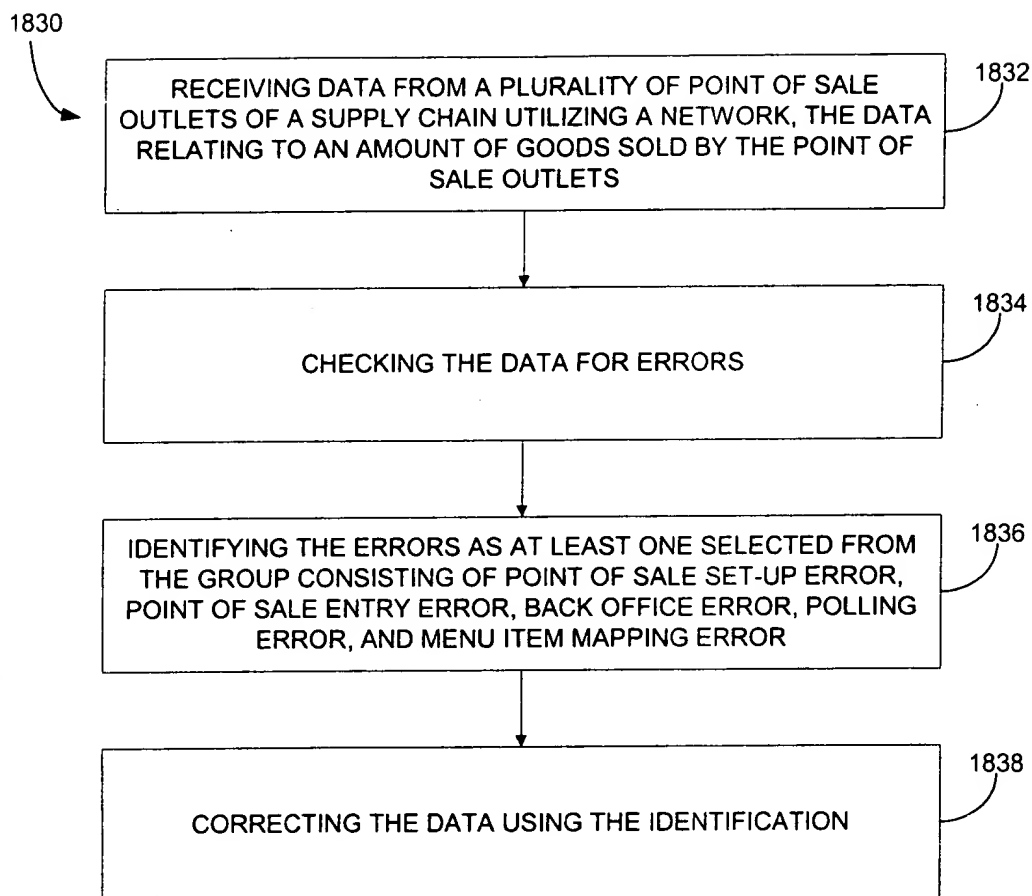 1830
RECEIVING DATA FROM A PLURALITY OF POINT OF SALE
OUTLETS OF A SUPPLY CHAIN UTILIZING A NETWORK, THE DATA
RELATING TO AN AMOUNT OF GOODS SOLD BY THE POINT OF
SALE OUTLETS
1832
CHECKING THE DATA FOR ERRORS
1834
IDENTIFYING THE ERRORS AS AT LEAST ONE SELECTED FROM
THE GROUP CONSISTING OF POINT OF SALE SET-UP ERROR,
POINT OF SALE ENTRY ERROR, BACK OFFICE ERROR, POLLING
ERROR, AND MENU ITEM MAPPING ERROR
1836
CORRECTING THE DATA USING THE IDENTIFICATION
1838